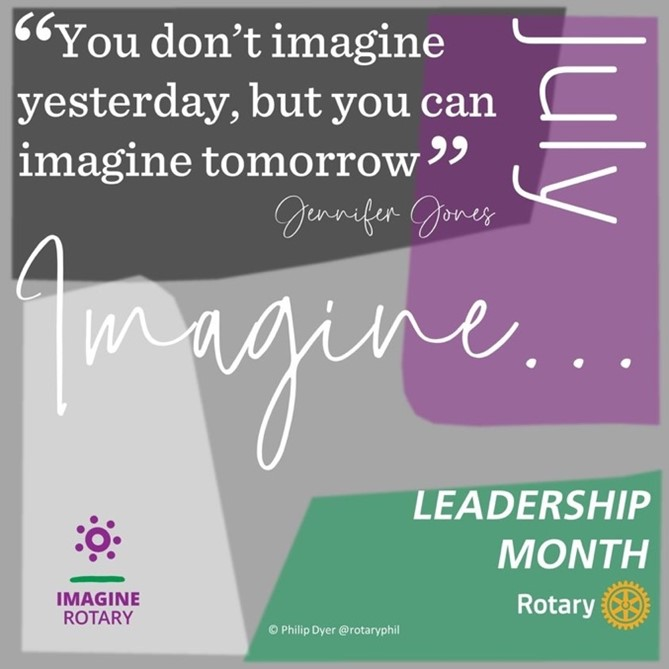 “You don’t imagine
yesterday, but you can
imagine tomorrow”
Jennifer Jones
July
Imagine...
LEADERSHIP
MONTH
Rotary
IMAGINE
ROTARY
© Philip Dyer @rotaryphil